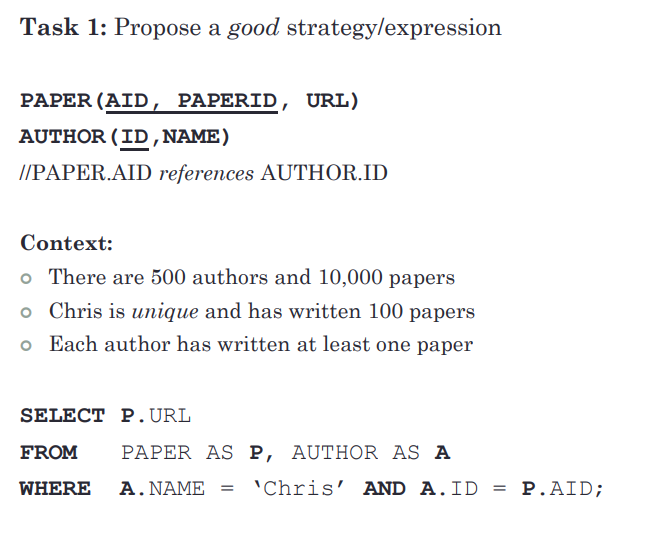 Task 1: Propose a good strategy/expression
PAPER(AID, PAPERID, URL)
AUTHOR(ID,NAME)
//PAPER.AID references AUTHOR.ID
Context:
There are 500 authors and 10,000 papers
Chris is unique and has written 100 papers
Each author has written at least one paper
SELECT P.URL
FROM PAPER AS P, AUTHOR AS A
WHERE A.NAME = ‛Chris’ AND A.ID = P.AID;